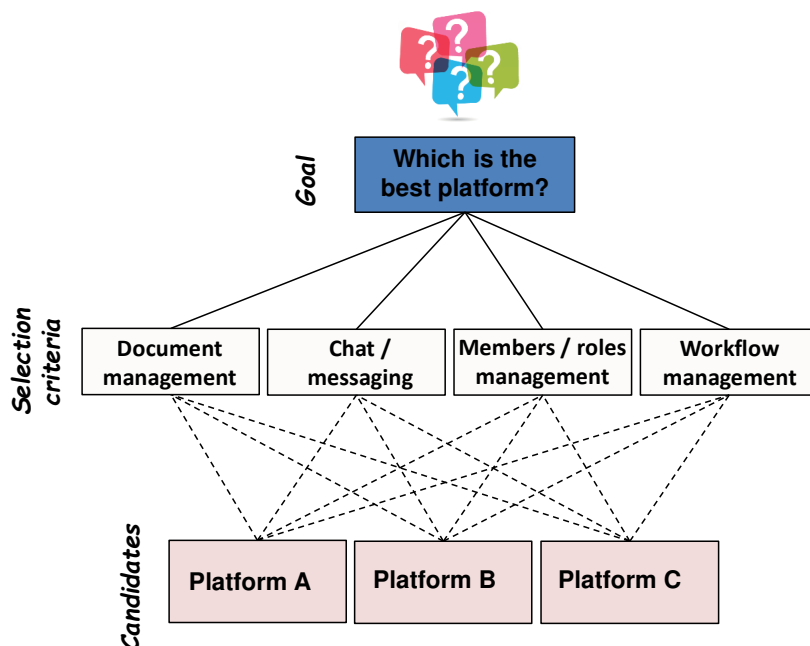 ? ? ? ?
Goal
Which is the
best platform?
Selection
criteria
Document
management
Chat /
messaging
Members / roles
management
Workflow
management
Candidates
Platform A
Platform B
Platform C